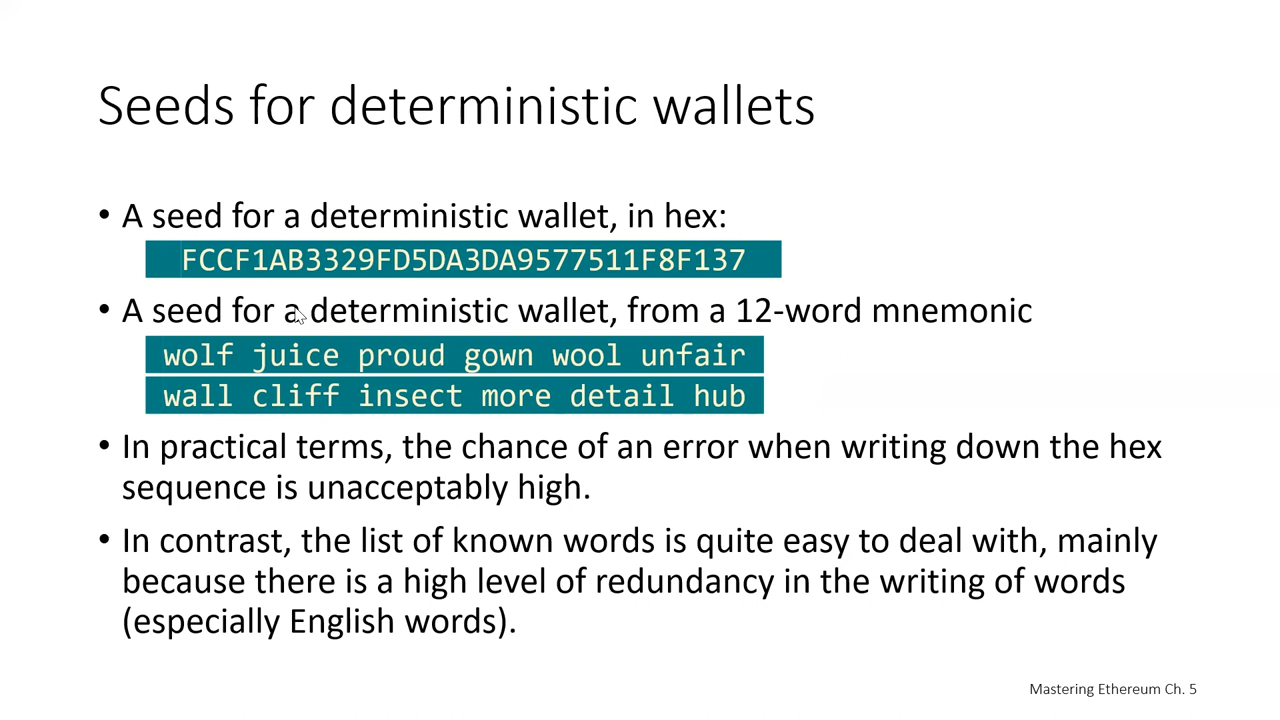 Seeds for deterministic wallets
• A seed for a deterministic wallet, in hex:
FCCF1AB3329FD5DA3DA9577511F8F137
• A seed for a deterministic wallet, from a 12-word mnemonic
wolf juice proud gown wool unfair
wall cliff insect more detail hub
• In practical terms, the chance of an error when writing down the hex
sequence is unacceptably high.
• In contrast, the list of known words is quite easy to deal with, mainly
because there is a high level of redundancy in the writing of words
(especially English words).
Mastering Ethereum Ch. 5